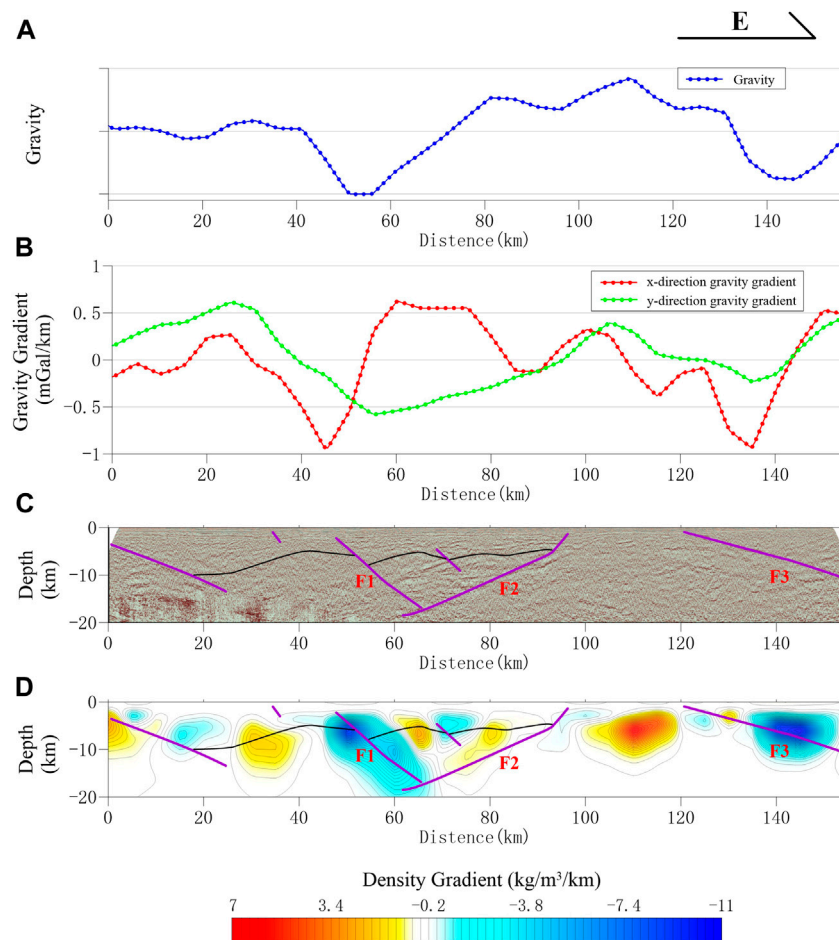 A
E
Gravity
Gravity
0 20 40 60 80 100 120 140
Distence(km)
B
1
0.5
0
-0.5
-1
Gravity Gradient
(mGal/km)
x-direction gravity gradient
y-direction gravity gradient
0 20 40 60 80 100 120 140
Distence(km)
C
0
-10
-20
Depth
(km)
F1
F2
F3
0 20 40 60 80 100 120 140
Distence(km)
D
0
-10
-20
Depth
(km)
F1
F2
F3
0 20 40 60 80 100 120 140
Distence(km)
Density Gradient (kg/m³/km)
7 3.4 -0.2 -3.8 -7.4 -11